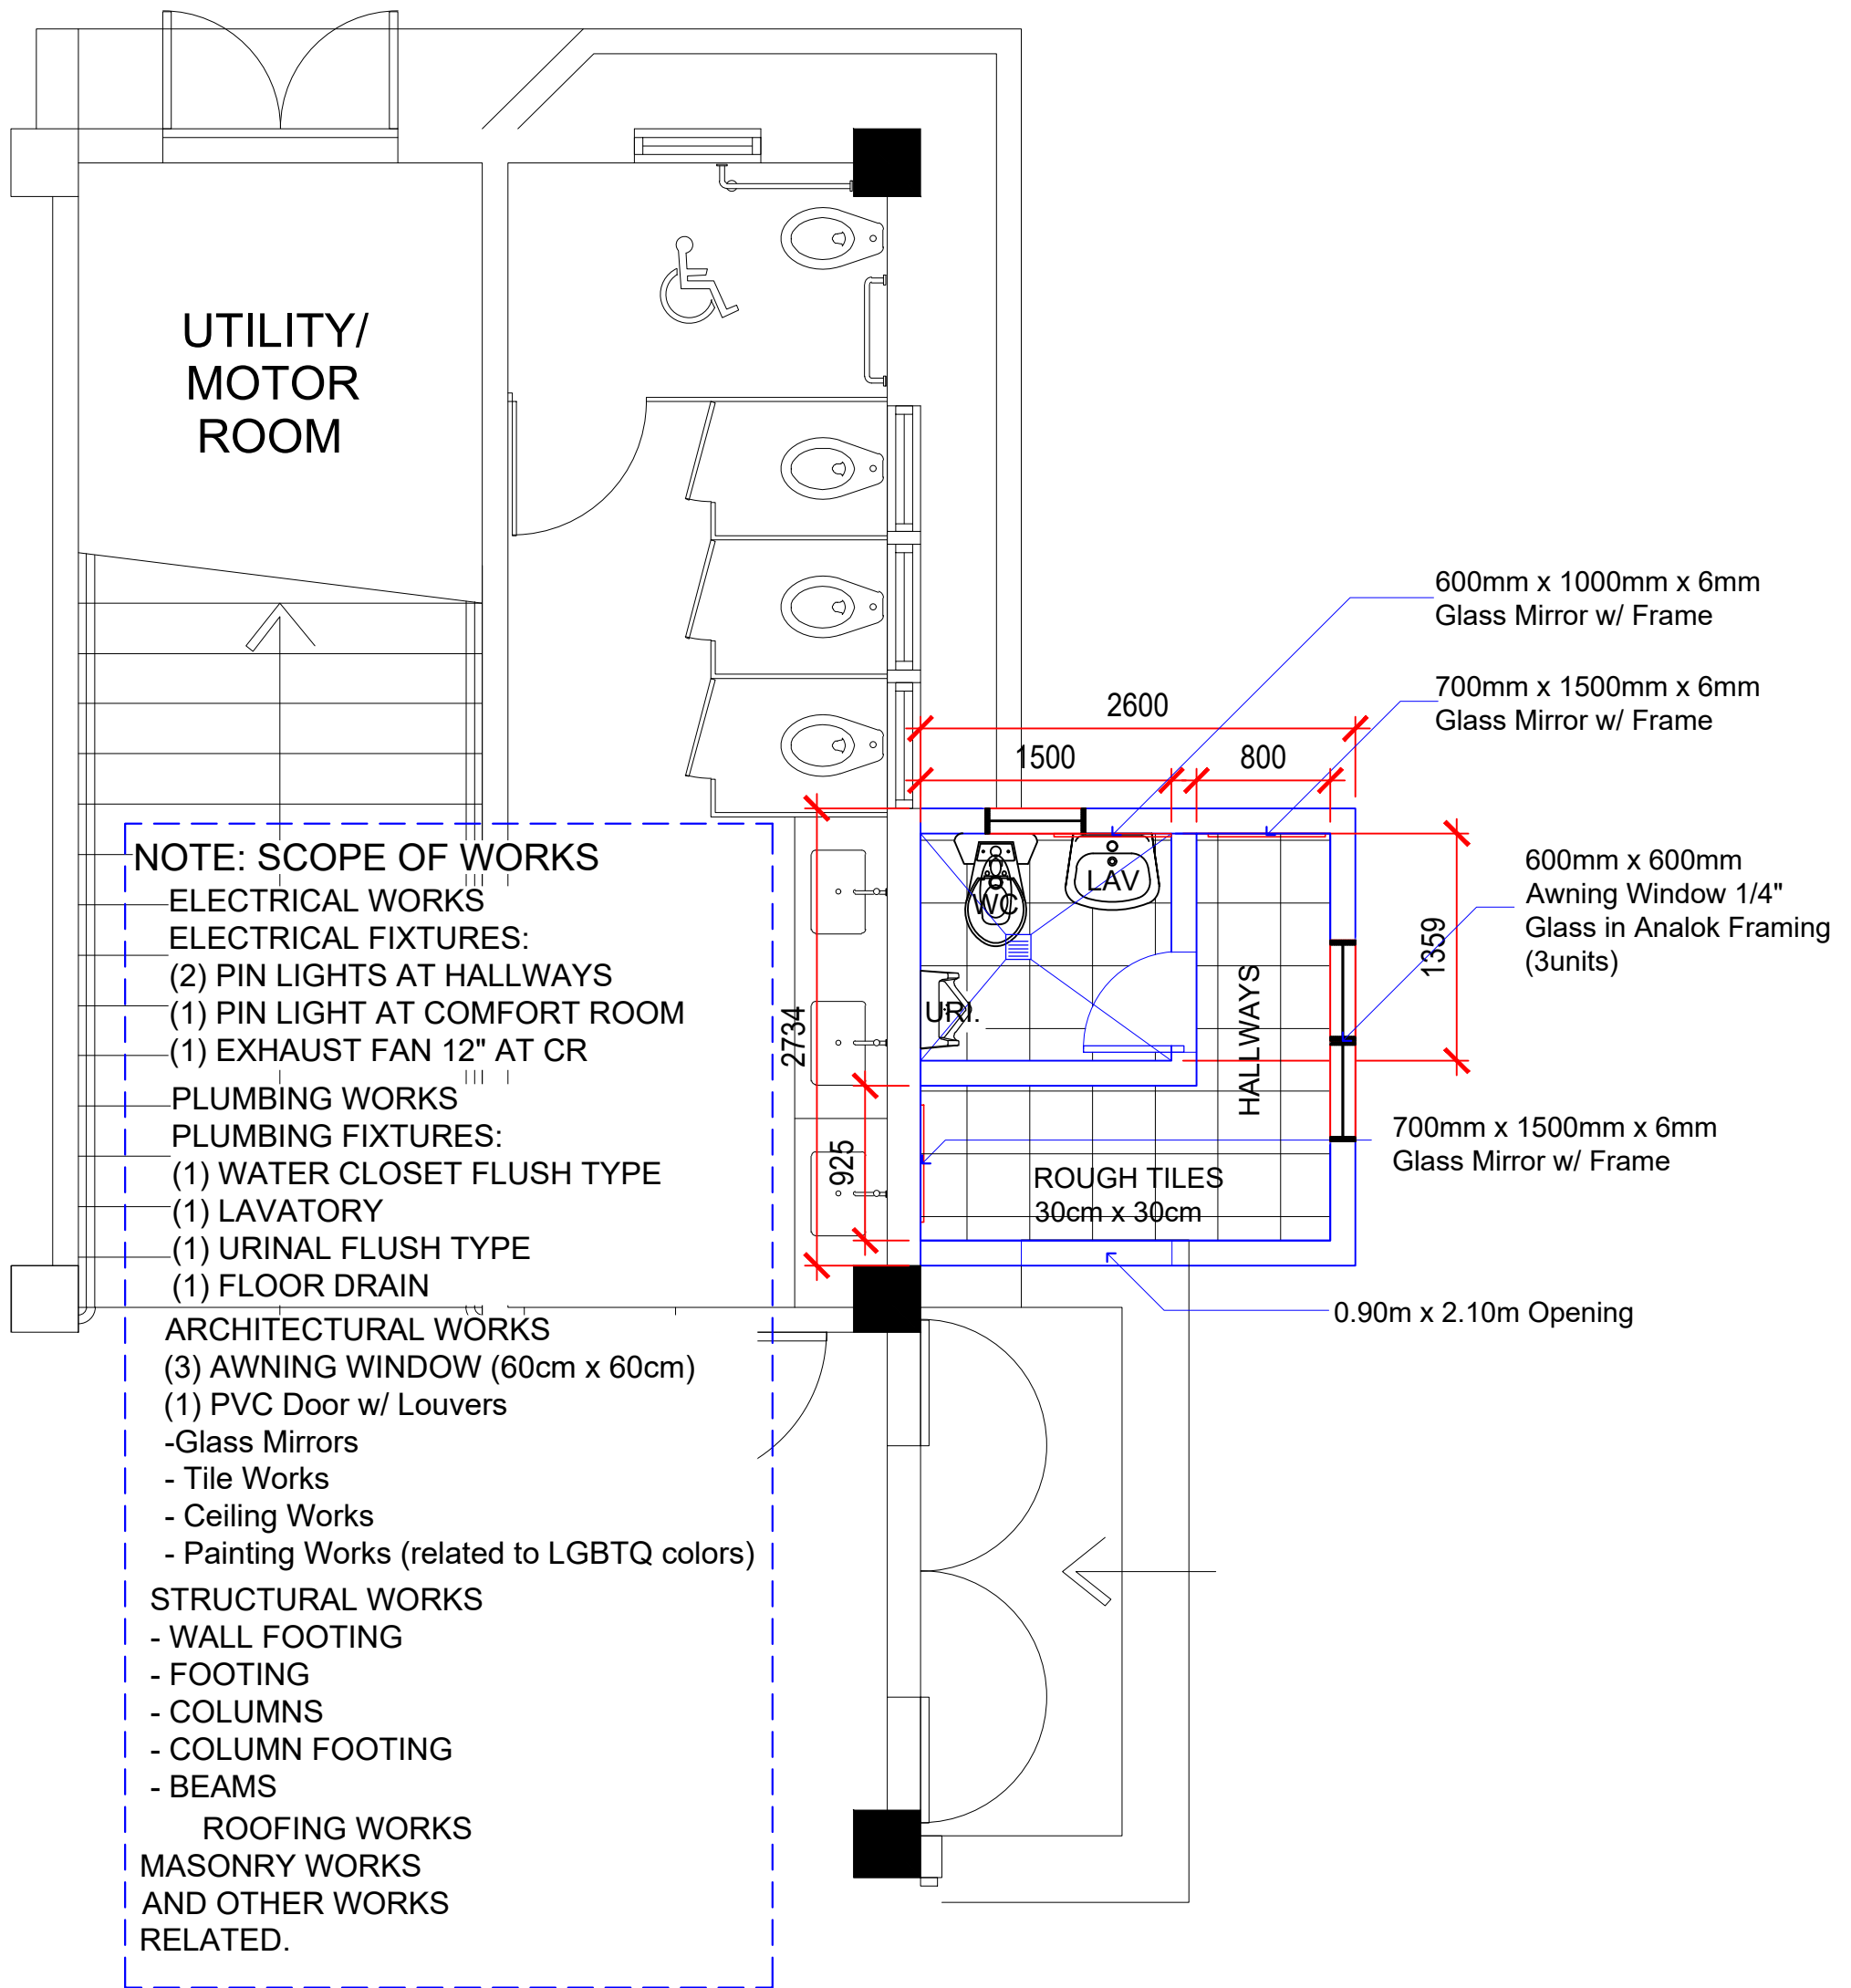 UTILITY/
MOTOR
ROOM
600mm x 1000mm x 6mm
Glass Mirror w/ Frame
700mm x 1500mm x 6mm
Glass Mirror w/ Frame
2600
1500
800
600mm x 600mm
Awning Window 1/4"
Glass in Analok Framing
(3units)
1359
LAV
WC
URI.
HALLWAYS
2734
925
700mm x 1500mm x 6mm
Glass Mirror w/ Frame
ROUGH TILES
30cm x 30cm
0.90m x 2.10m Opening
NOTE: SCOPE OF WORKS
ELECTRICAL WORKS
ELECTRICAL FIXTURES:
(2) PIN LIGHTS AT HALLWAYS
(1) PIN LIGHT AT COMFORT ROOM
(1) EXHAUST FAN 12" AT CR
PLUMBING WORKS
PLUMBING FIXTURES:
(1) WATER CLOSET FLUSH TYPE
(1) LAVATORY
(1) URINAL FLUSH TYPE
(1) FLOOR DRAIN
ARCHITECTURAL WORKS
(3) AWNING WINDOW (60cm x 60cm)
(1) PVC Door w/ Louvers
-Glass Mirrors
- Tile Works
- Ceiling Works
- Painting Works (related to LGBTQ colors)
STRUCTURAL WORKS
- WALL FOOTING
- FOOTING
- COLUMNS
- COLUMN FOOTING
- BEAMS
ROOFING WORKS
MASONRY WORKS
AND OTHER WORKS
RELATED.